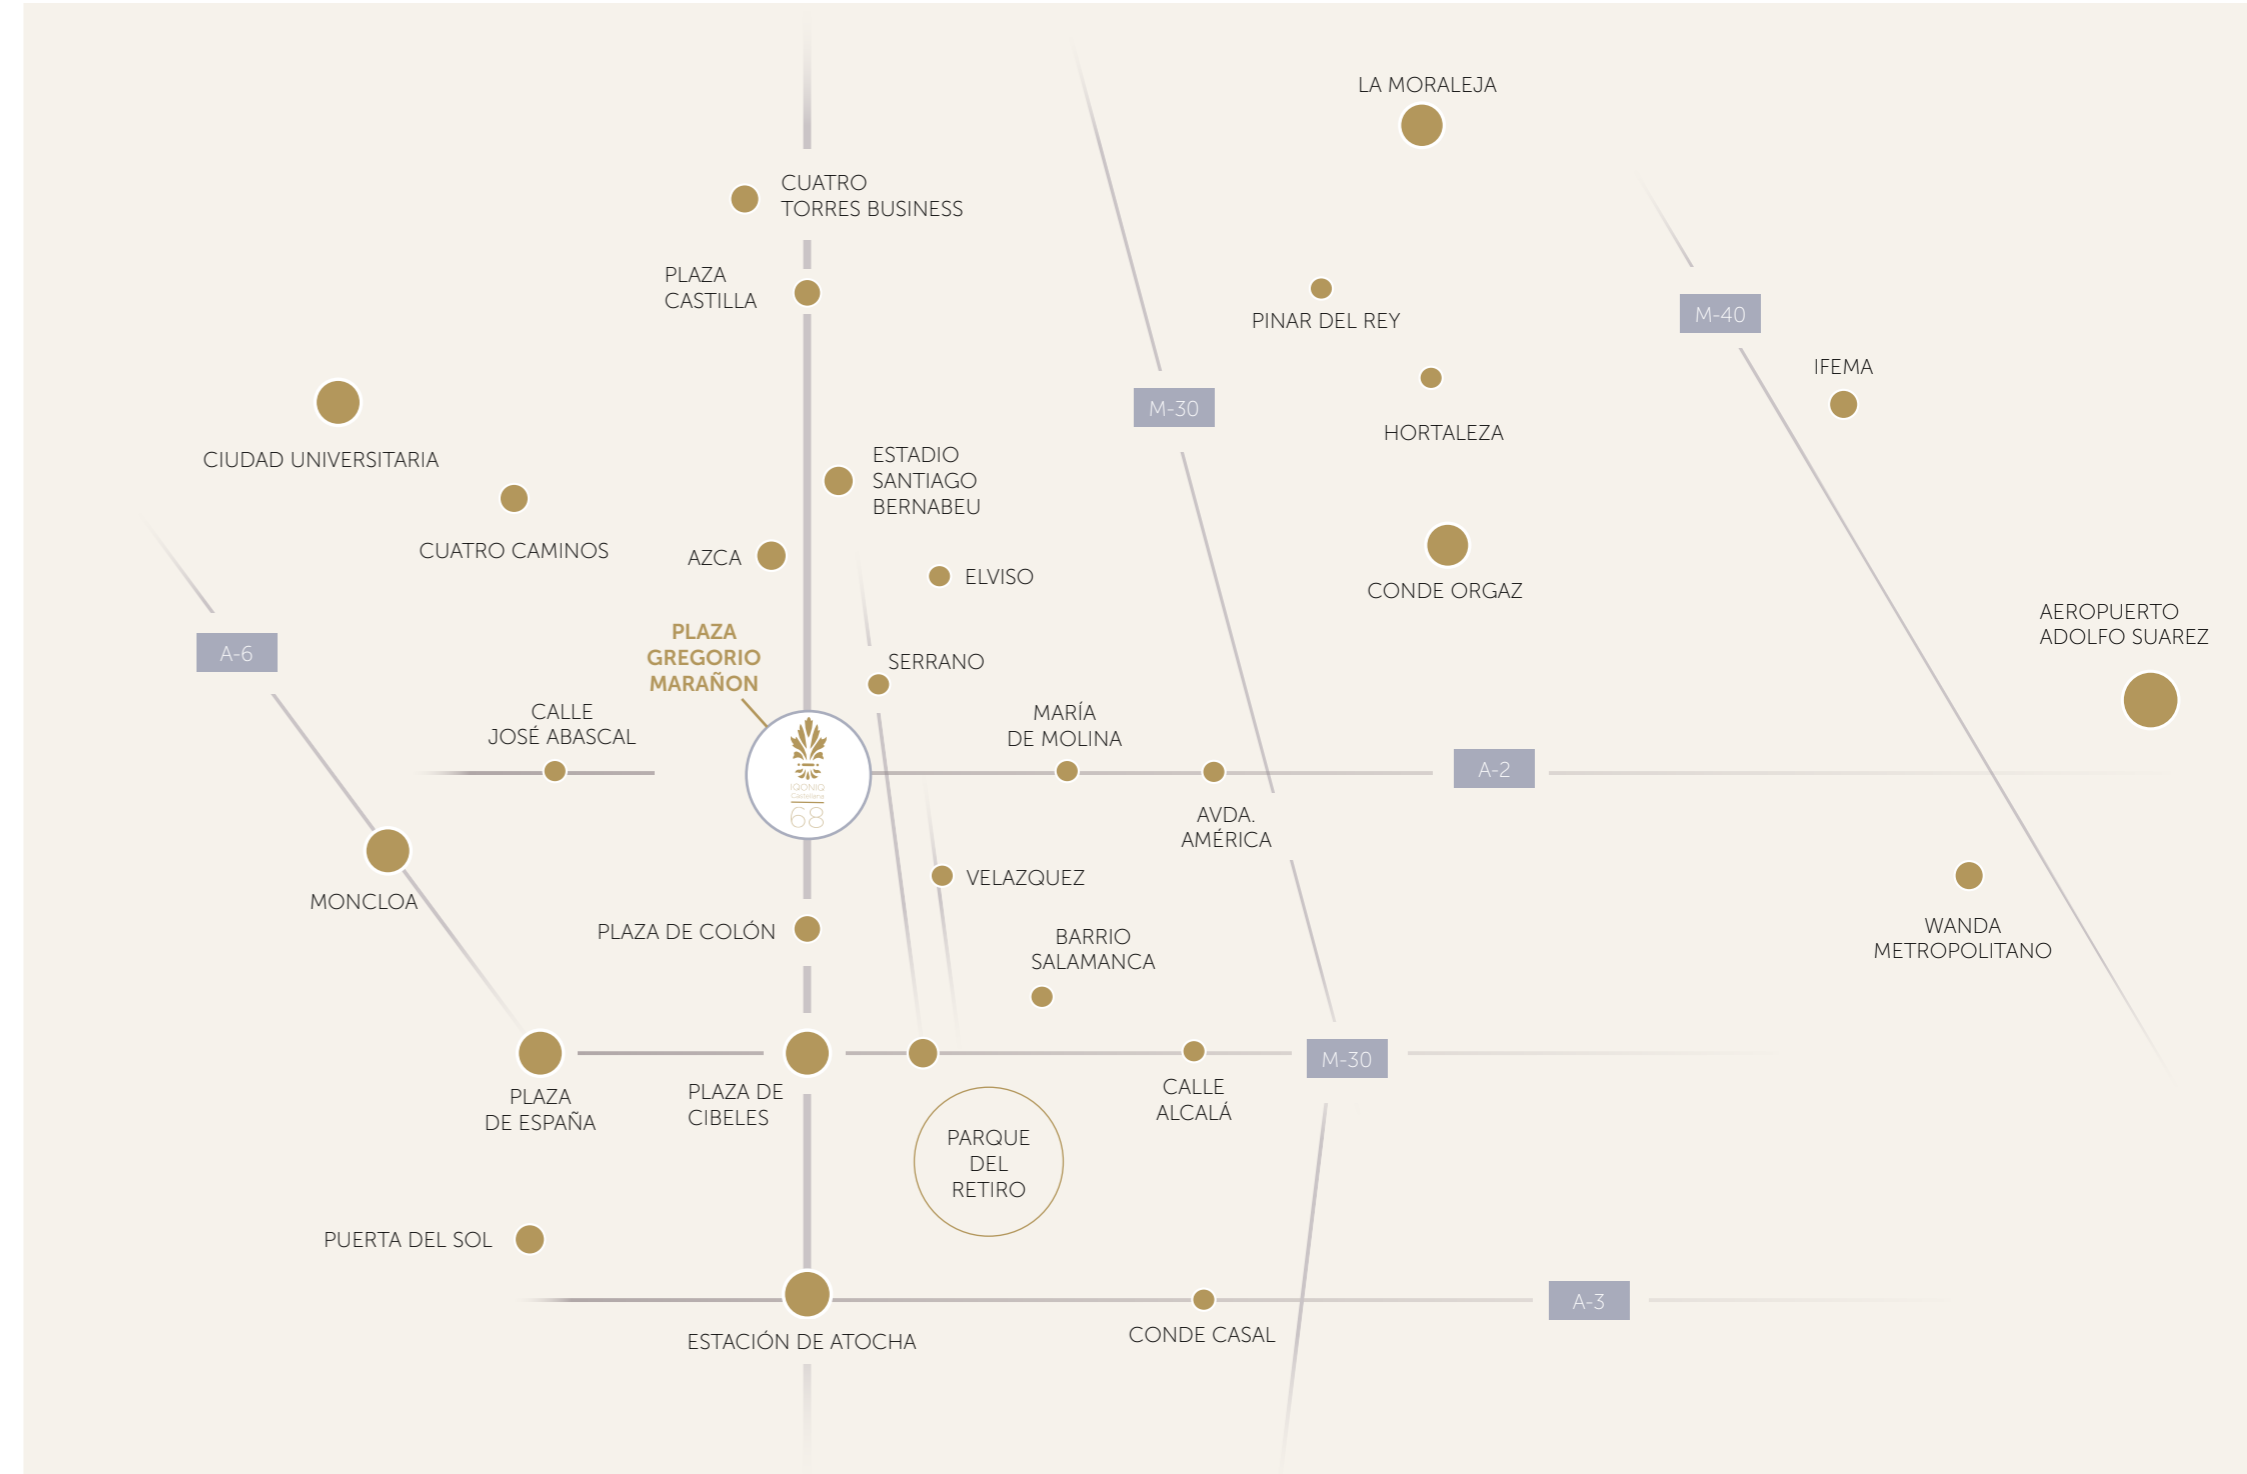 LA MORALEJA
CUATRO
TORRES BUSINESS
PLAZA
CASTILLA
PINAR DEL REY
M-40
IFEMA
M-30
HORTALEZA
CIUDAD UNIVERSITARIA
ESTADIO
SANTIAGO
BERNABEU
CUATRO CAMINOS
AZCA
ELVISO
CONDE ORGAZ
AEROPUERTO
ADOLFO SUAREZ
A-6
PLAZA
GREGORIO
MARAÑON
SERRANO
CALLE
JOSÉ ABASCAL
MARÍA
DE MOLINA
A-2
IQONIQ
Castellana
68
AVDA.
AMÉRICA
MONCLOA
VELAZQUEZ
PLAZA DE COLÓN
BARRIO
SALAMANCA
WANDA
METROPOLITANO
M-30
PLAZA
DE ESPAÑA
PLAZA DE
CIBELES
CALLE
ALCALÁ
PARQUE
DEL
RETIRO
PUERTA DEL SOL
A-3
ESTACIÓN DE ATOCHA
CONDE CASAL